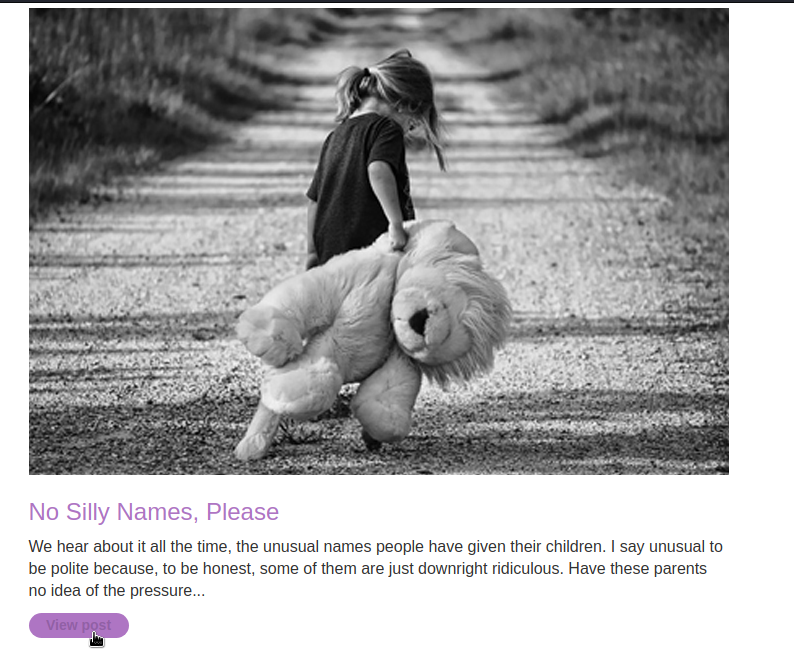 No Silly Names, Please
We hear about it all the time, the unusual names people have given their children. I say unusual to
be polite because, to be honest, some of them are just downright ridiculous. Have these parents
no idea of the pressure...
View post